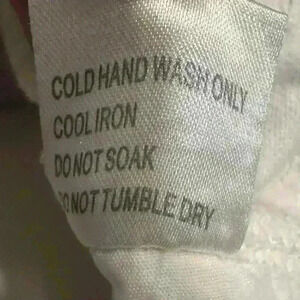 COLD HAND WASH ONLY
COOL IRON
DO NOT SOAK
DO NOT TUMBLE DRY